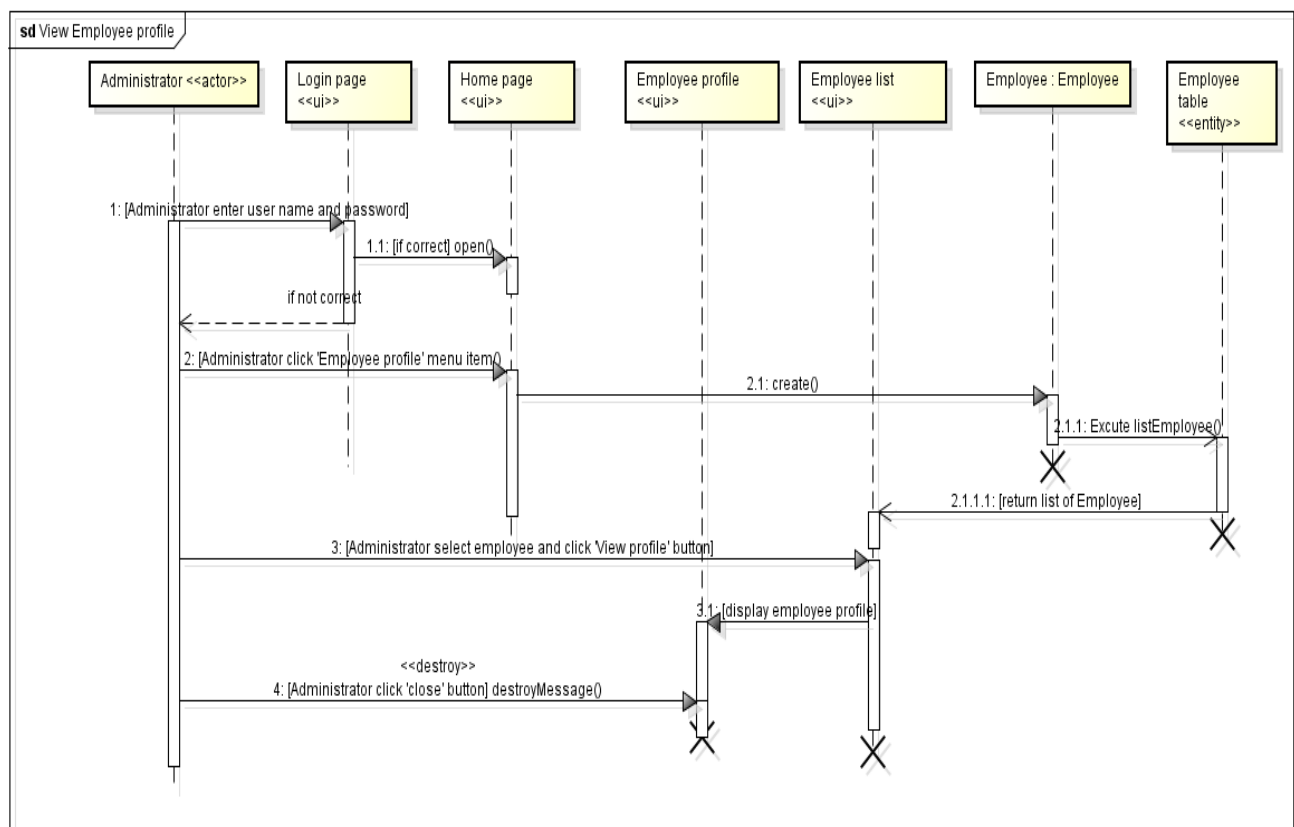 sd View Employee profile
Administrator <<actor>>
Login page
<<ui>>
Home page
<<ui>>
Employee profile
<<ui>>
Employee list
<<ui>>
Employee : Employee
Employee
table
<<entity>>
1: [Administrator enter user name and password]
1.1: [if correct] open()
if not correct
2: [Administrator click 'Employee profile' menu item()
2.1: create()
2.1.1: Excute listEmployee()
2.1.1.1: [return list of Employee]
3: [Administrator select employee and click 'View profile' button]
3.1: [display employee profile]
<<destroy>>
4: [Administrator click 'close' button] destroyMessage()